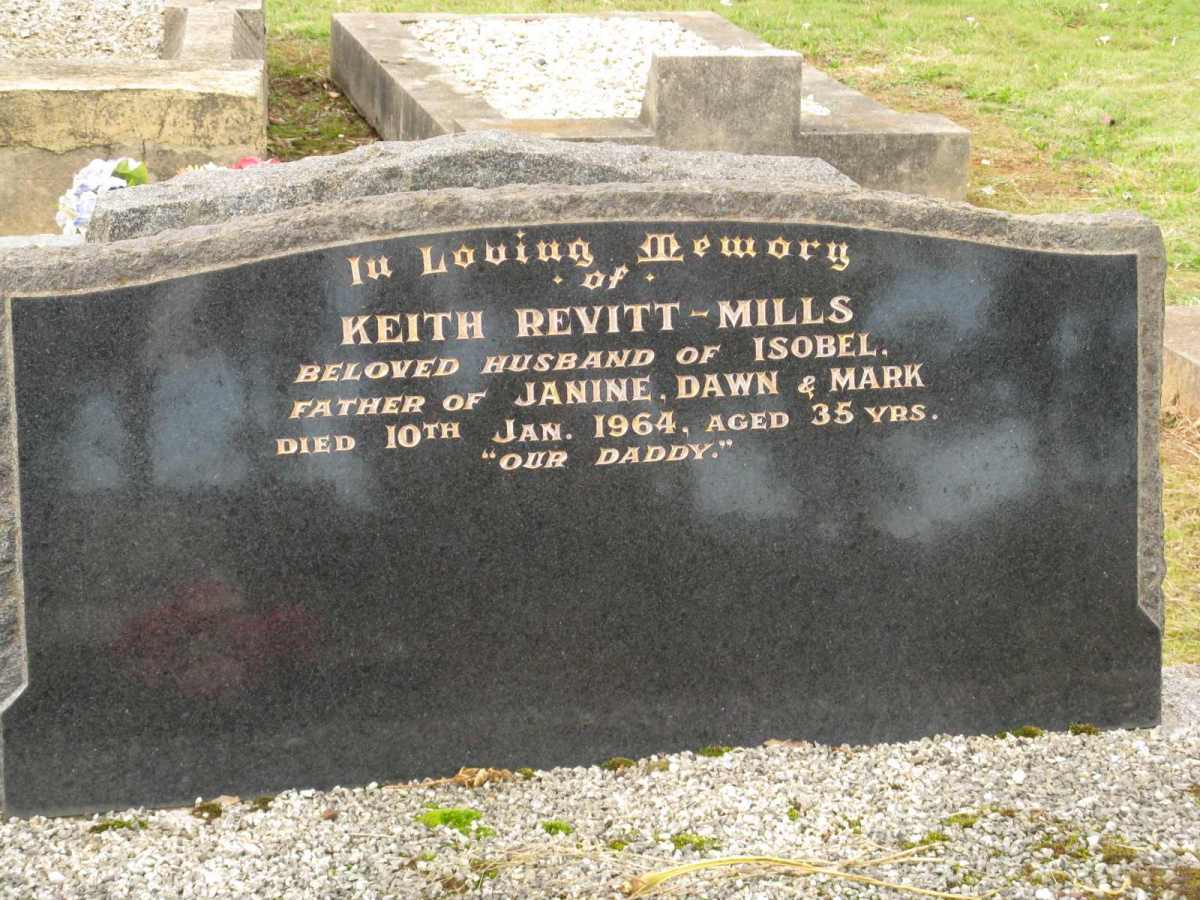 In Loving Memory
· of ·
KEITH REVITT-MILLS
BELOVED HUSBAND OF ISOBEL.
FATHER OF JANINE, DAWN & MARK
DIED 10TH JAN. 1964, AGED 35 YRS.
"OUR DADDY."